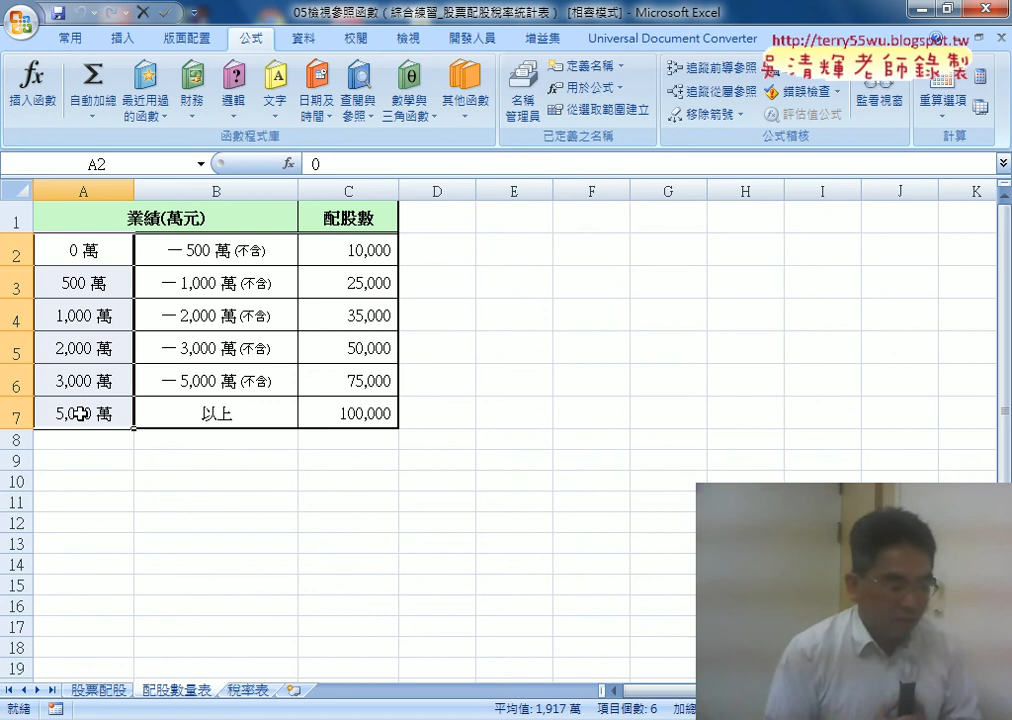 05檢視參照函數（綜合練習_股票配股稅率統計表） [相容模式] - Microsoft Excel
常用 插入 版面配置 公式 資料 校閱 檢視 開發人員 增益集 Universal Document Converter
http://terry55wu.blogspot.tw
吳清輝老師錄製
插入函數 自動加總 最近用過的函數 財務 邏輯 文字 日期及時間 查閱與參照 數學與三角函數 其他函數
名稱管理員 定義名稱 用於公式 從選取範圍建立
追蹤前導參照 追蹤從屬參照 移除箭號 錯誤檢查 評估值公式 監看視窗 重算選項
函數程式庫 已定義之名稱 公式稽核 計算
A2 fx 0
A B C D E F G H I J K
1 業績(萬元) 配股數
2 0 萬 一 500 萬 (不含) 10,000
3 500 萬 一 1,000 萬 (不含) 25,000
4 1,000 萬 一 2,000 萬 (不含) 35,000
5 2,000 萬 一 3,000 萬 (不含) 50,000
6 3,000 萬 一 5,000 萬 (不含) 75,000
7 萬 以上 100,000
8
9
10
11
12
13
14
15
16
17
18
19
股票配股 配股數量表 稅率表
就緒 平均值: 1,917 萬 項目個數: 6 加總